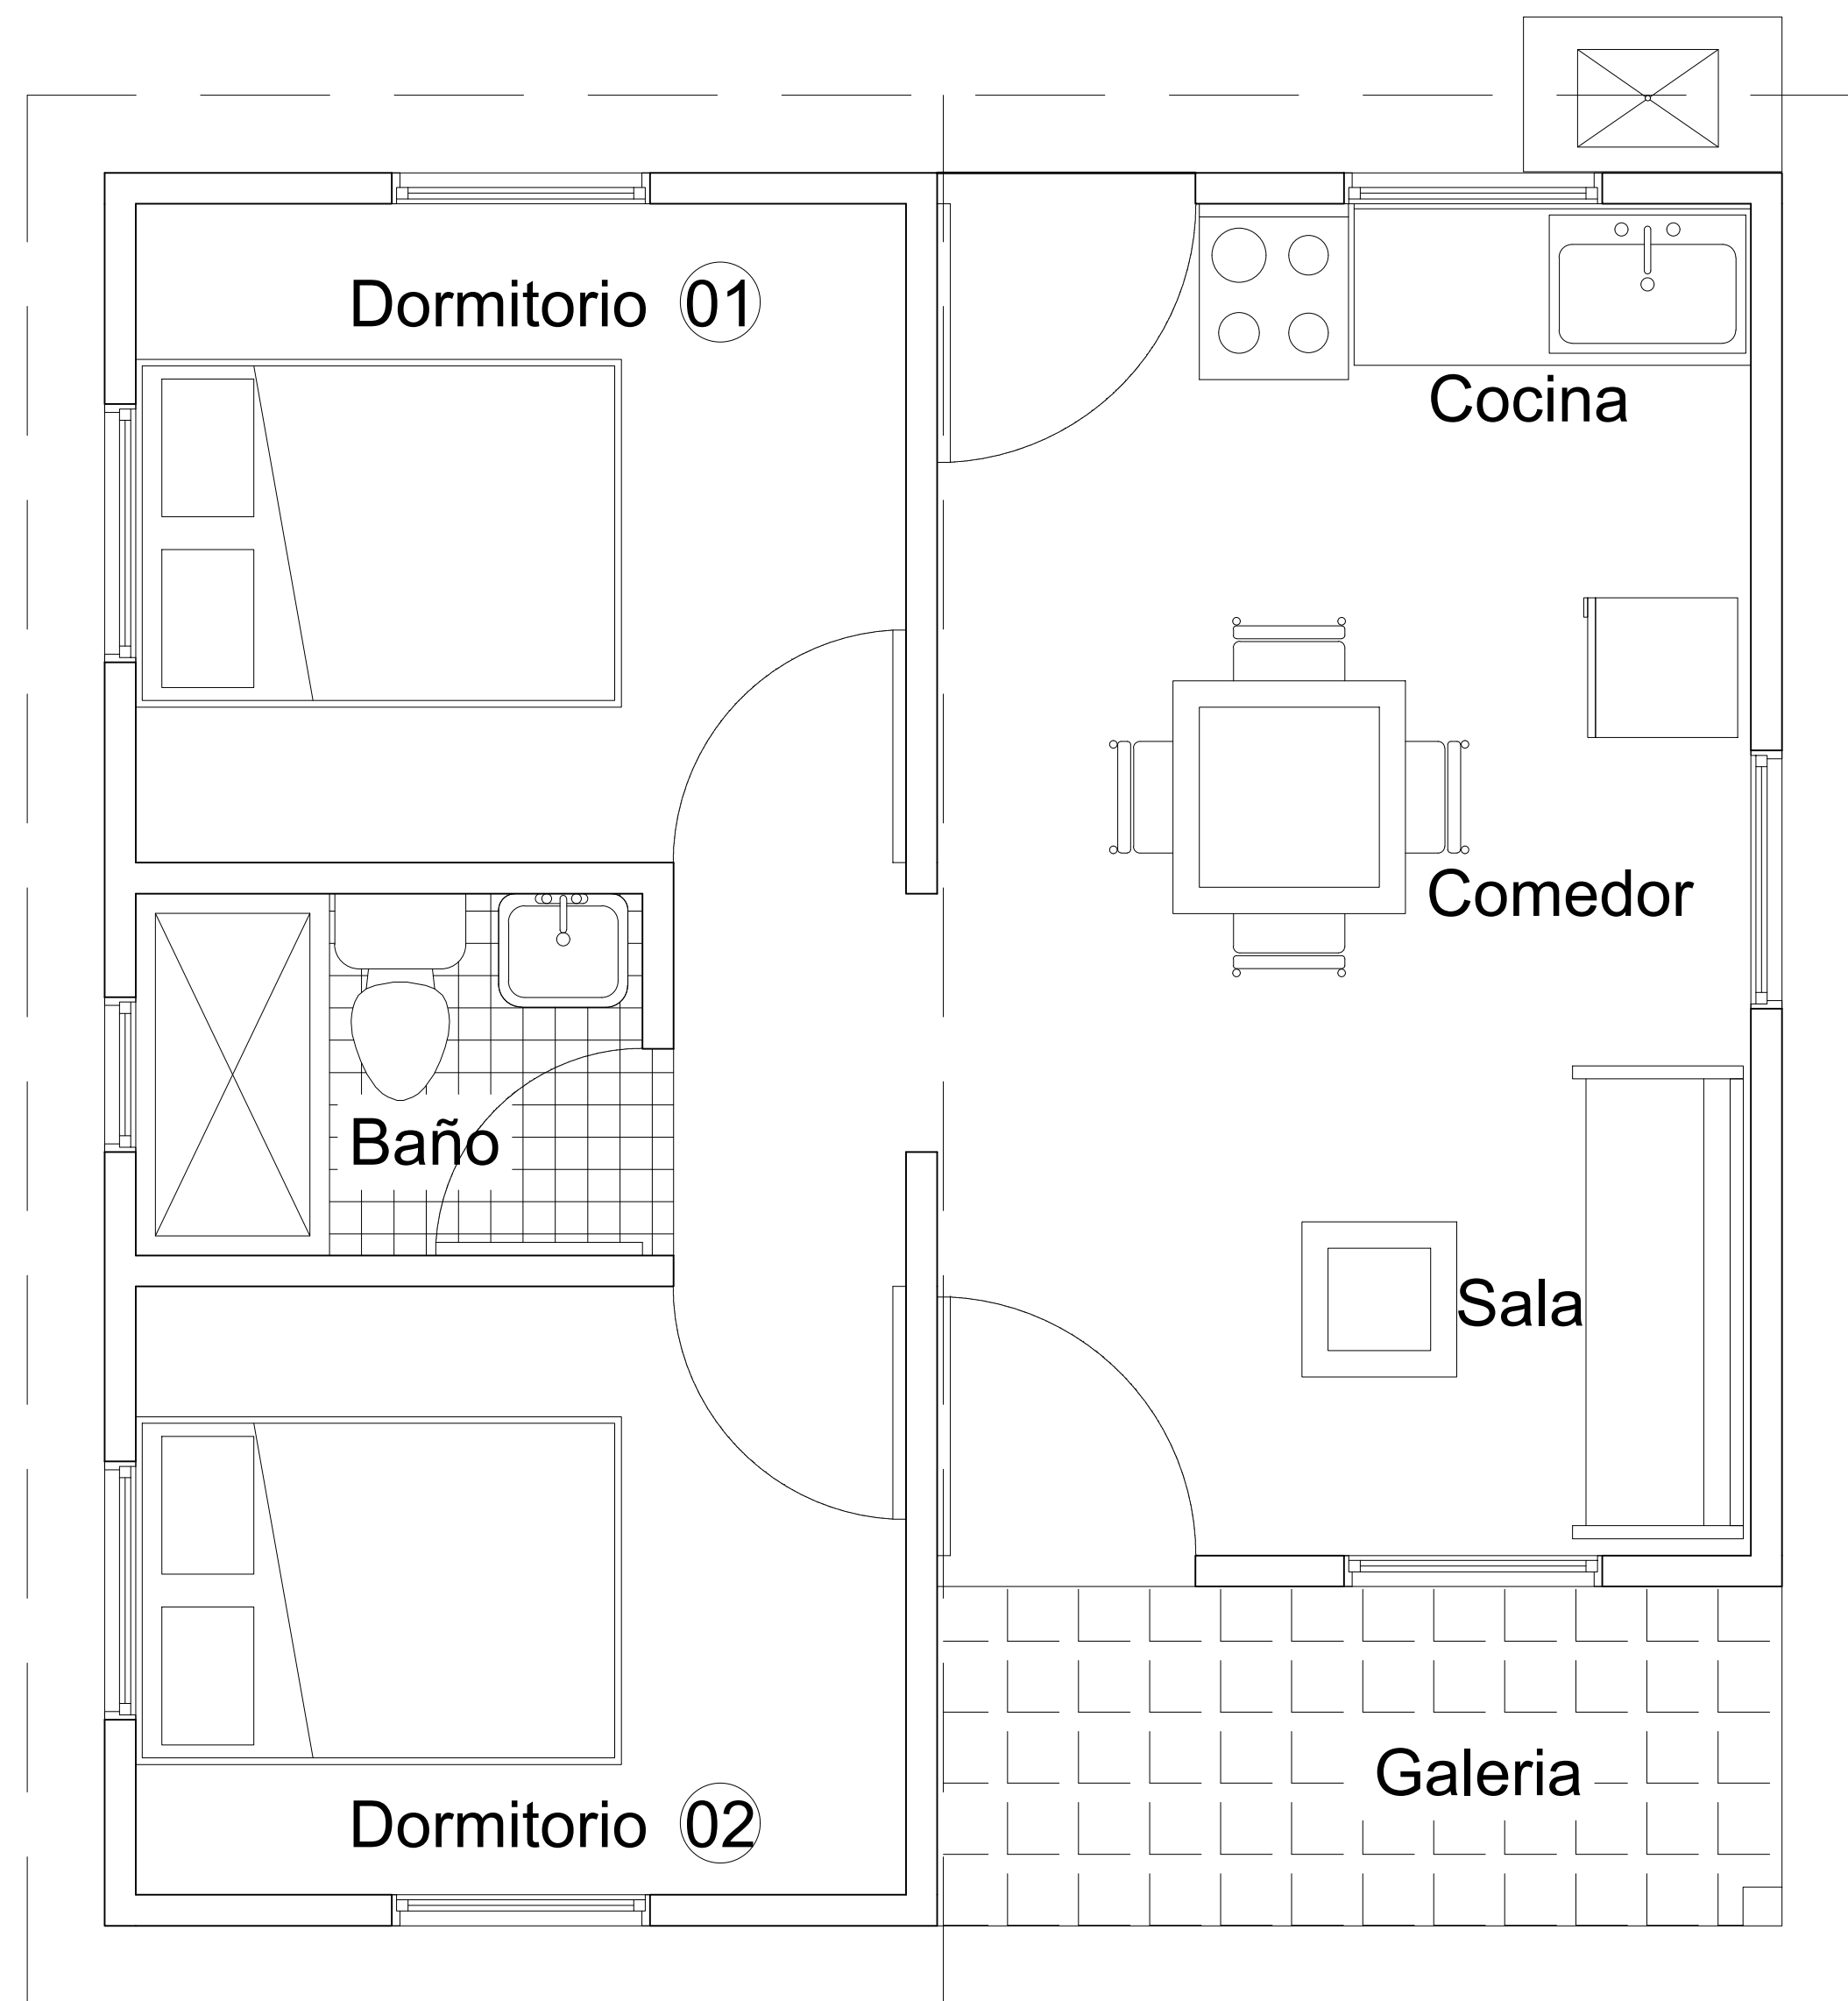 Dormitorio 01
Cocina
Comedor
Baño
Sala
Galeria
Dormitorio 02